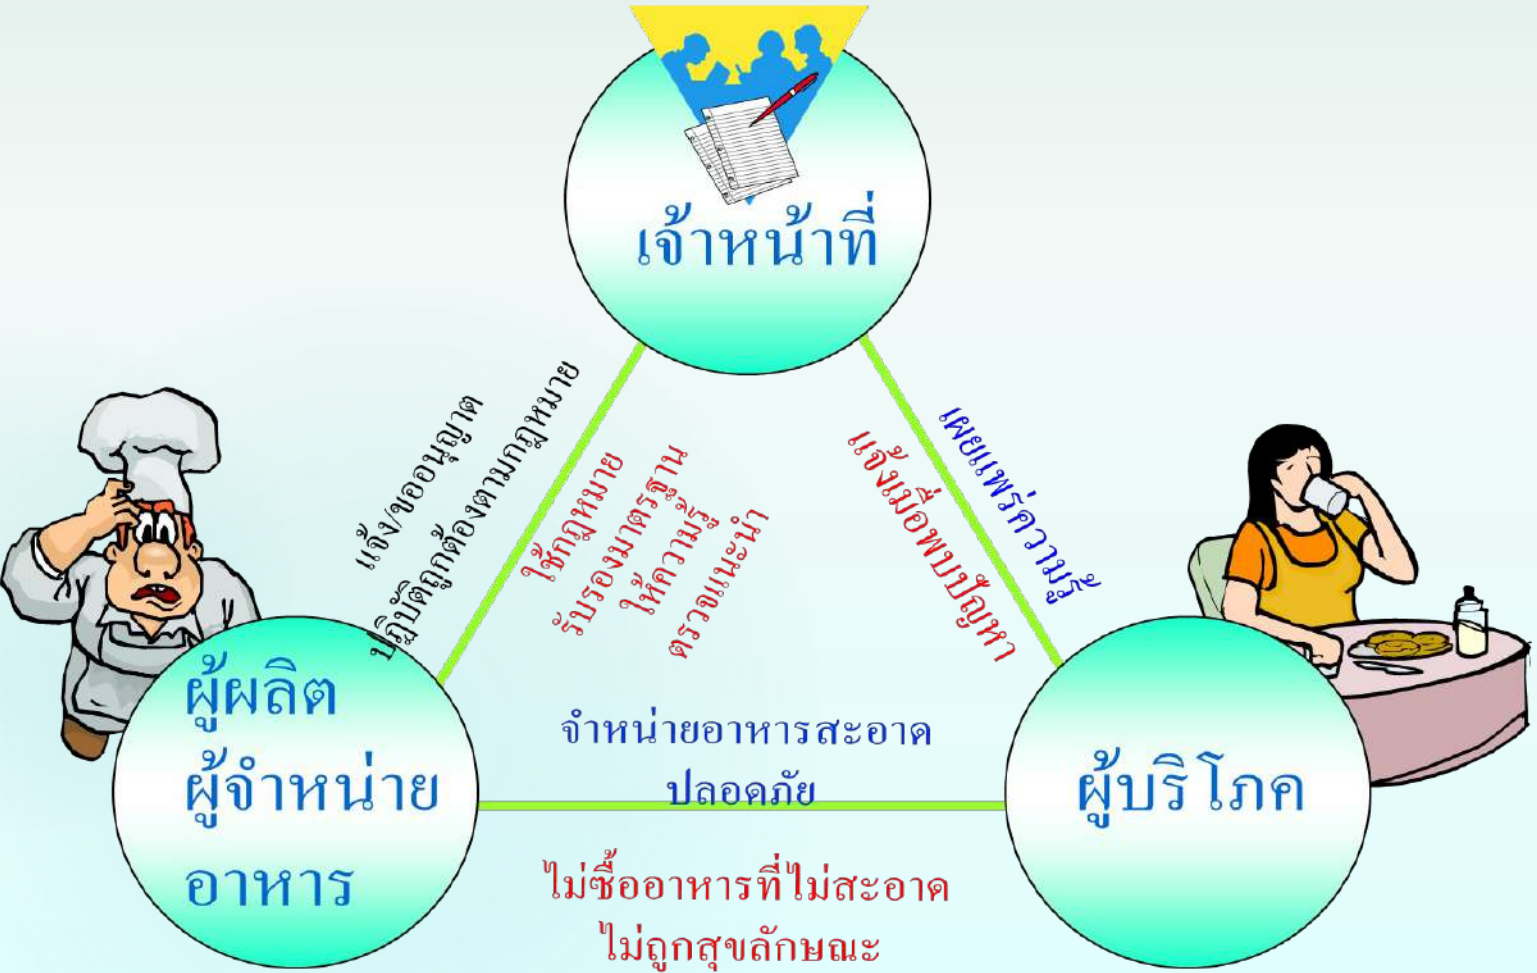 เจ้าหน้าที่
แจ้ง/ขออนุญาต
ปฏิบัติถูกต้องตามกฎหมาย
ใช้กฎหมาย
รับรองมาตรฐาน
ให้ความรู้
ตรวจแนะนำ
แจ้งเมื่อพบปัญหา
เผยแพร่ความรู้
ผู้ผลิต
ผู้จำหน่าย
อาหาร
จำหน่ายอาหารสะอาด
ปลอดภัย
ไม่ซื้ออาหารที่ไม่สะอาด
ไม่ถูกสุขลักษณะ
ผู้บริโภค